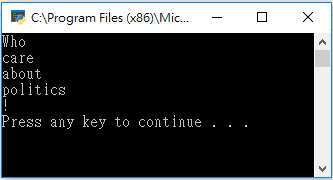 C:\Program Files (x86)\Mic...
Who
care
about
politics
!
Press any key to continue . . .